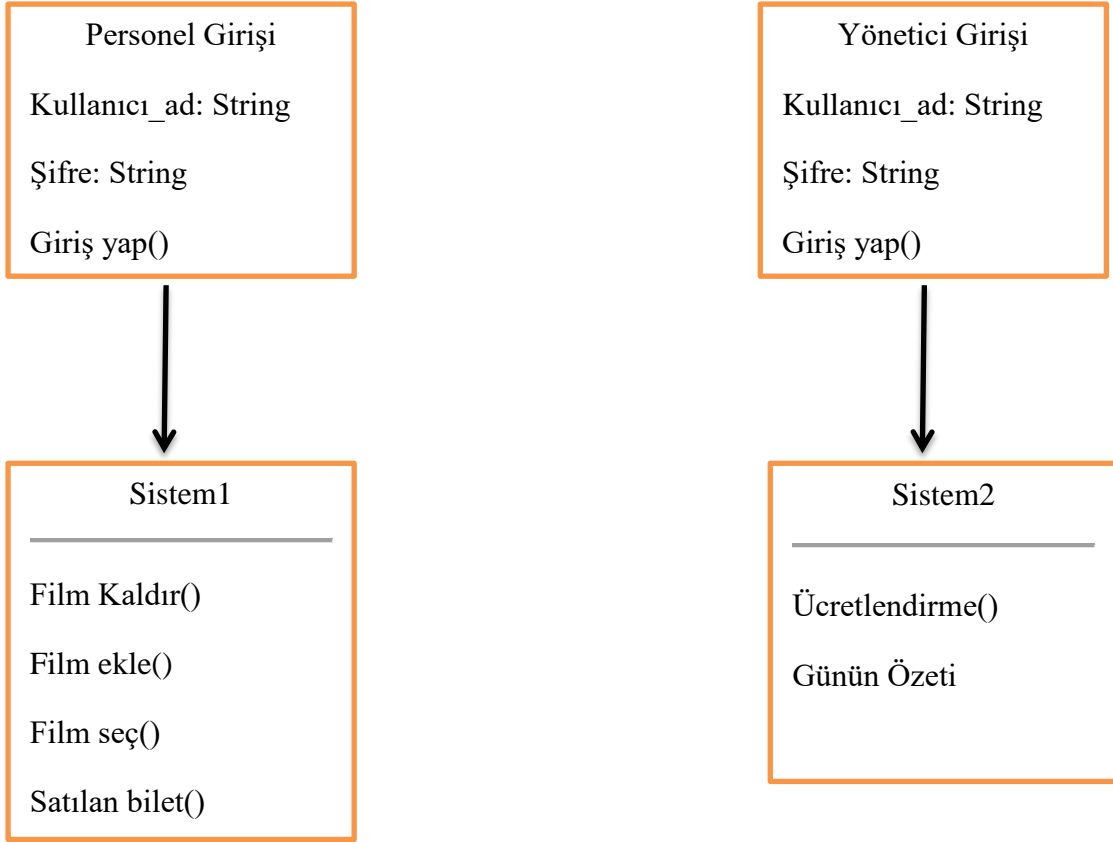 Personel Girişi
Kullanıcı_ad: String
Şifre: String
Giriş yap()
Yönetici Girişi
Kullanıcı_ad: String
Şifre: String
Giriş yap()
Sistem1
Film Kaldır()
Film ekle()
Film seç()
Satılan bilet()
Sistem2
Ücretlendirme()
Günün Özeti